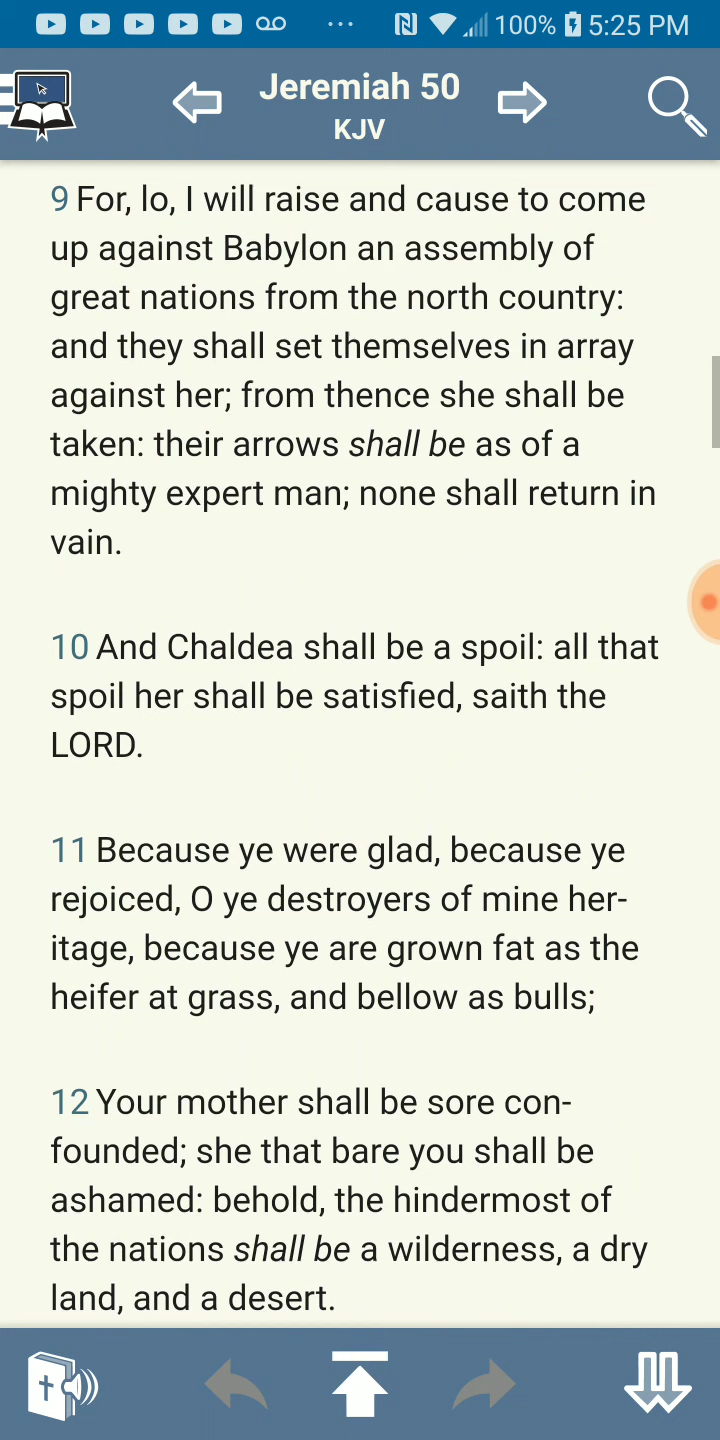 100% 5:25 PM
Jeremiah 50
KJV
9 For, lo, I will raise and cause to come
up against Babylon an assembly of
great nations from the north country:
and they shall set themselves in array
against her; from thence she shall be
taken: their arrows shall be as of a
mighty expert man; none shall return in
vain.
10 And Chaldea shall be a spoil: all that
spoil her shall be satisfied, saith the
LORD.
11 Because ye were glad, because ye
rejoiced, O ye destroyers of mine her-
itage, because ye are grown fat as the
heifer at grass, and bellow as bulls;
12 Your mother shall be sore con-
founded; she that bare you shall be
ashamed: behold, the hindermost of
the nations shall be a wilderness, a dry
land, and a desert.